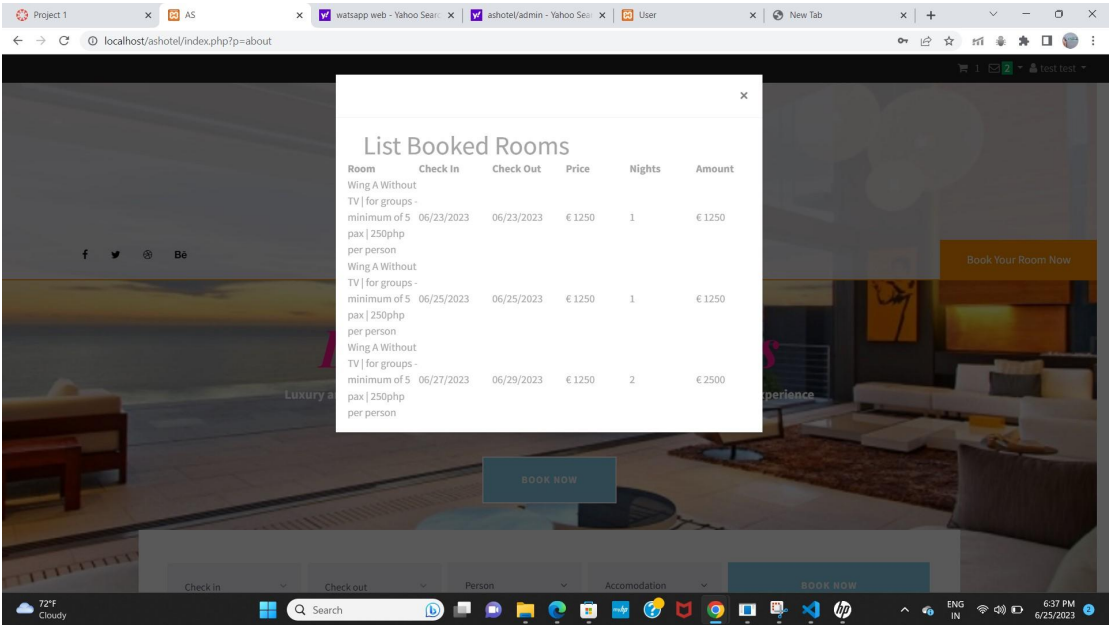 Project 1
AS
watsapp web - Yahoo Searc
ashotel/admin - Yahoo Sear
User
New Tab
localhost/ashotel/index.php?p=about
1 2 test test
×
List Booked Rooms
Room Check In Check Out Price Nights Amount
Wing A Without
TV | for groups -
minimum of 5 06/23/2023 06/23/2023 € 1250 1 € 1250
pax | 250php
per person
Wing A Without
TV | for groups -
minimum of 5 06/25/2023 06/25/2023 € 1250 1 € 1250
pax | 250php
per person
Wing A Without
TV | for groups -
minimum of 5 06/27/2023 06/29/2023 € 1250 2 € 2500
pax | 250php
per person
Bē
Book Your Room Now
Luxury
BOOK NOW
Check in Check out Person Accomodation BOOK NOW
72°F
Cloudy
Search
ENG
IN
6:37 PM
6/25/2023
2